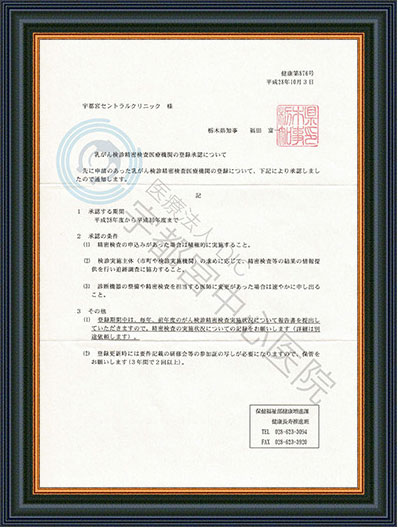 健康第874号
平成28年10月3日
宇都宮セントラルクリニック 様
栃木県知事 福田 富一
栃木県知事印
乳がん検診精密検査医療機関の登録承認について
先に申請のあった乳がん検診精密検査医療機関の登録について、下記により承認しまし
たので通知します。
記
1 承認する期間
平成28年度から平成30年度まで
2 承認の条件
(1) 精密検査の申込みがあった場合は積極的に実施すること。
(2) 検診実施主体（市町や検診実施機関）の求めに応じて、精密検査等の結果の情報提
供を行い追跡調査に協力すること。
(3) 診断機器の整備や精密検査を担当する医師に変更があった場合は速やかに申し出る
こと。
3 その他
(1) 登録期間中は、毎年、前年度のがん検診精密検査実施状況について報告書を提出し
ていただきますので、精密検査の実施状況についての記録をお願いします（詳細は別
途依頼します）。
(2) 登録更新時には要件記載の研修会等の参加証の写しが必要になりますので、保管を
お願いします（3年間で2回以上）。
保健福祉部健康増進課
健康長寿推進班
TEL 028-623-3094
FAX 028-623-3920
医療法人DIC
宇都宮中心医院